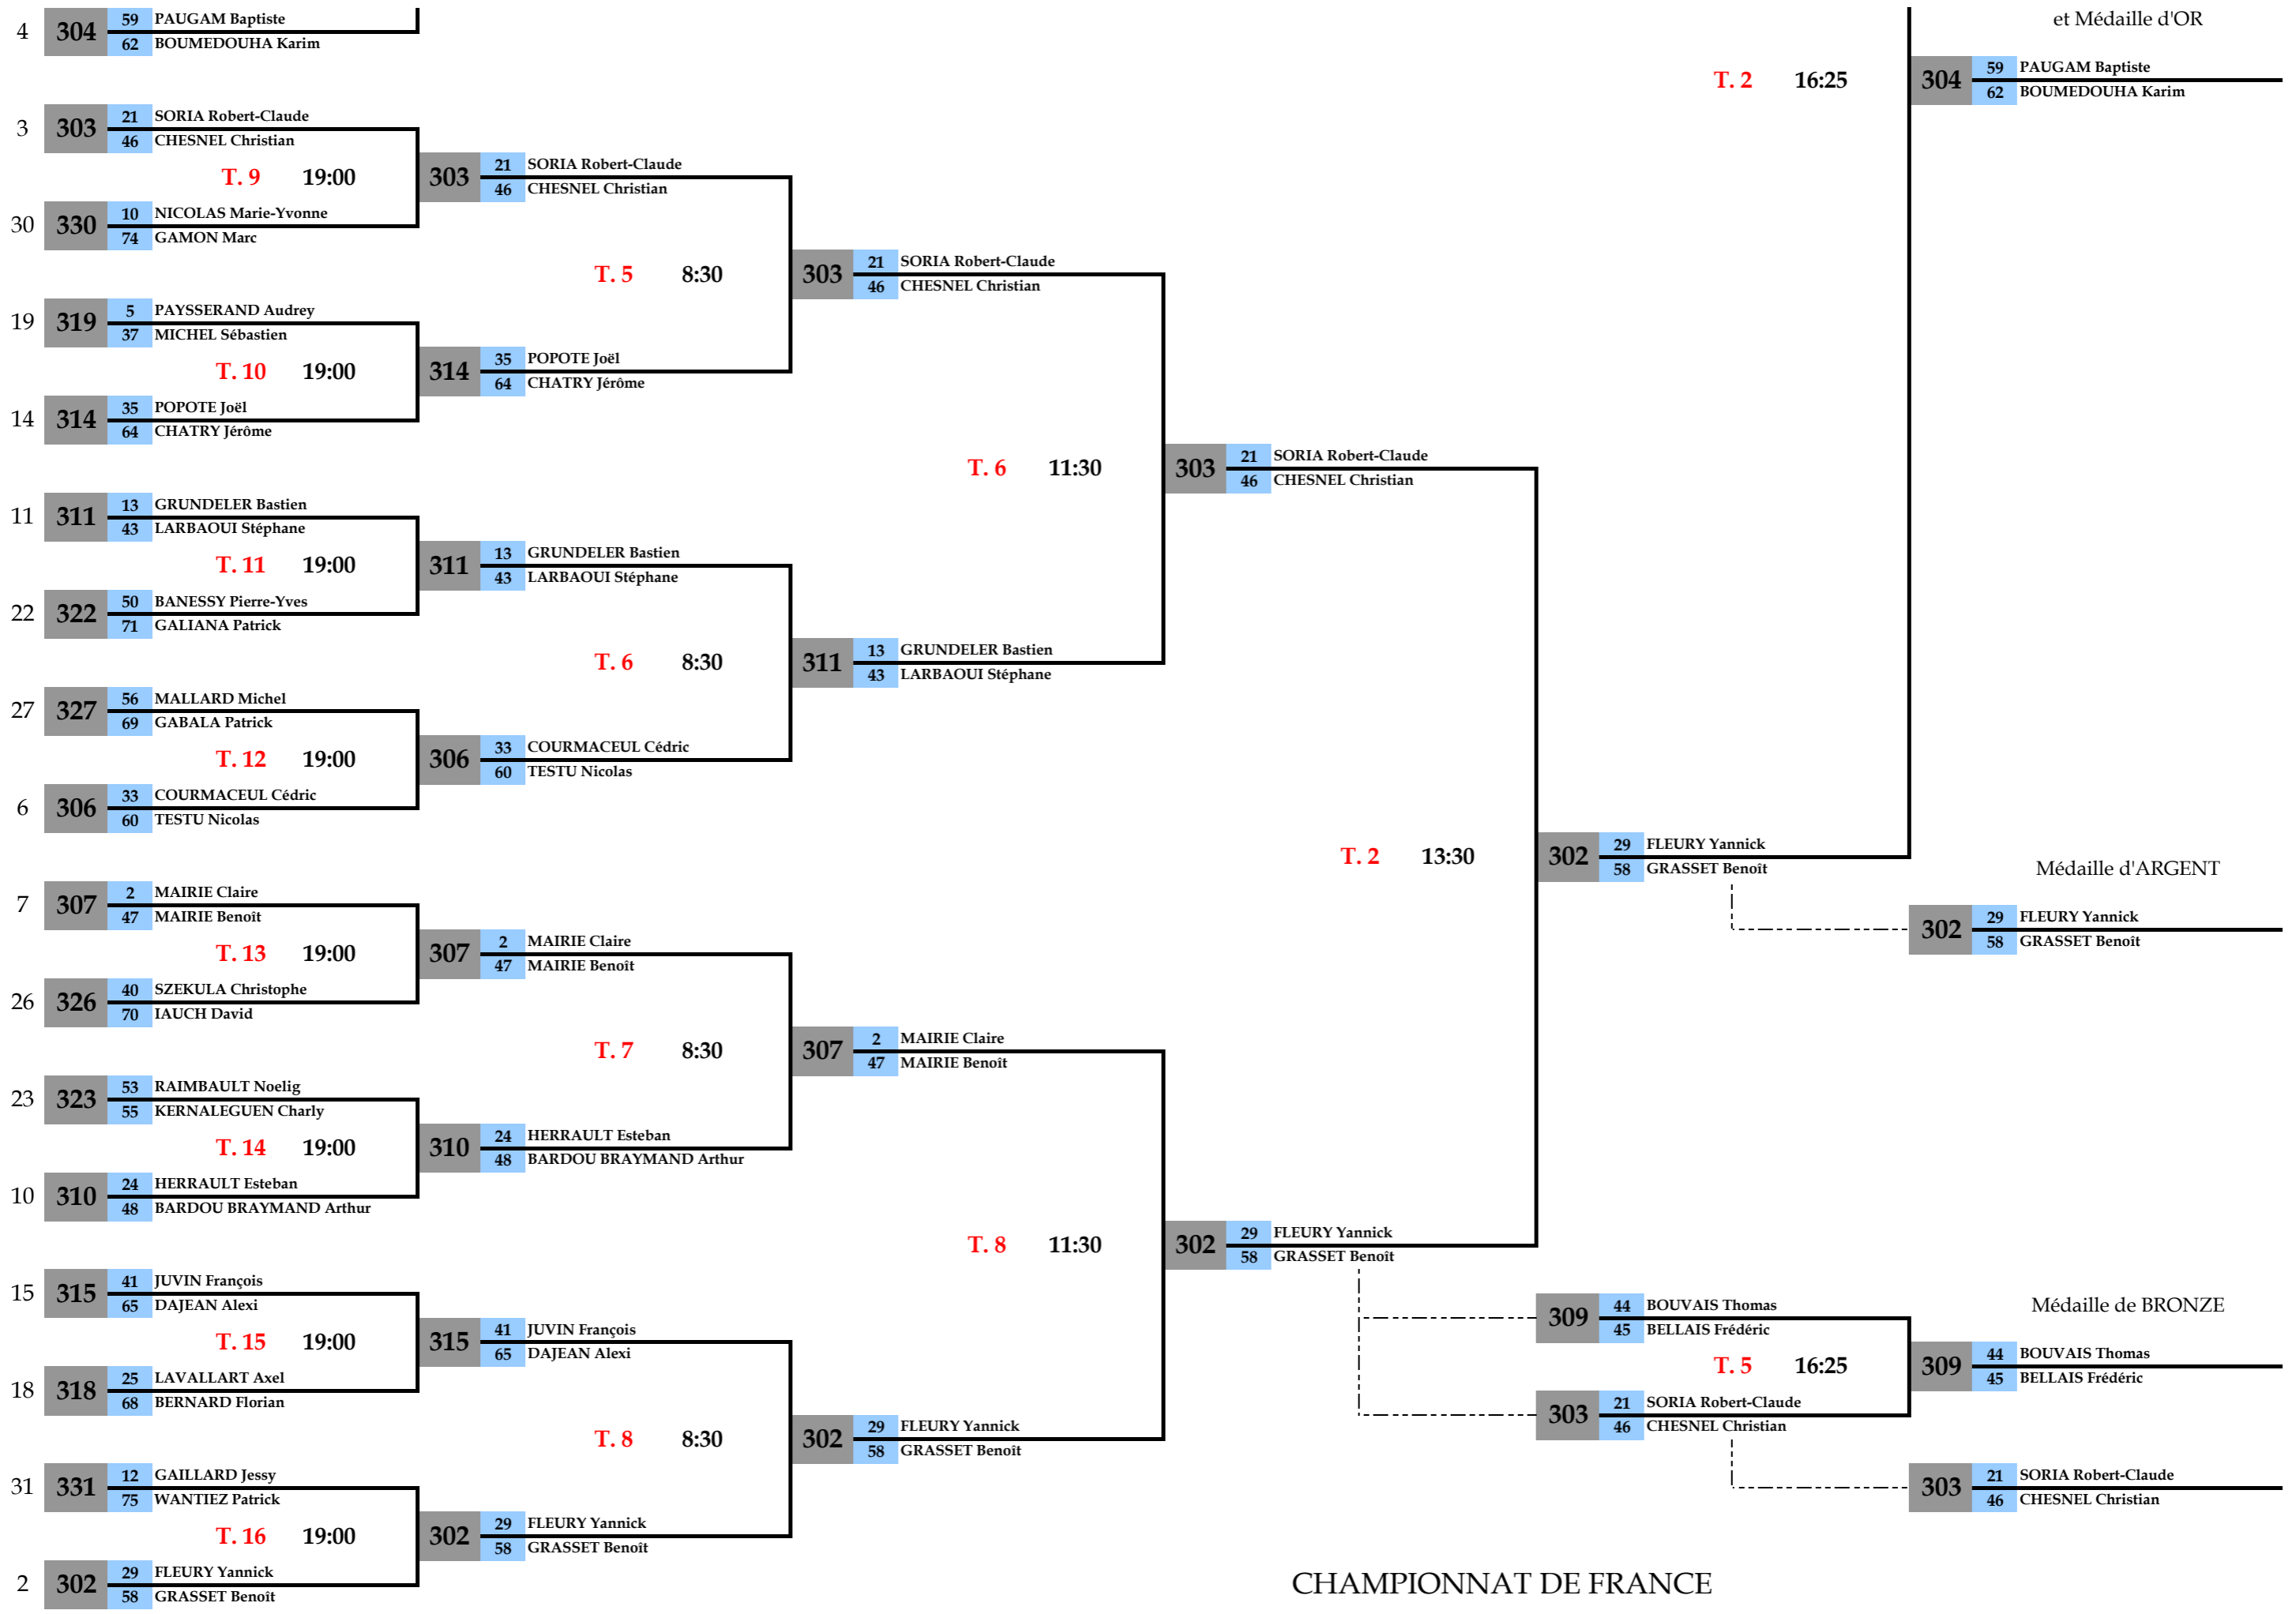 4 304 59 PAUGAM Baptiste
62 BOUMEDOUHA Karim
3 303 21 SORIA Robert-Claude
46 CHESNEL Christian
T. 9 19:00
30 330 10 NICOLAS Marie-Yvonne
74 GAMON Marc
19 319 5 PAYSSERAND Audrey
37 MICHEL Sébastien
T. 10 19:00
14 314 35 POPOTE Joël
64 CHATRY Jérôme
11 311 13 GRUNDELER Bastien
43 LARBAOUI Stéphane
T. 11 19:00
22 322 50 BANESSY Pierre-Yves
71 GALIANA Patrick
27 327 56 MALLARD Michel
69 GABALA Patrick
T. 12 19:00
6 306 33 COURMACEUL Cédric
60 TESTU Nicolas
7 307 2 MAIRIE Claire
47 MAIRIE Benoît
T. 13 19:00
26 326 40 SZEKULA Christophe
70 IAUCH David
23 323 53 RAIMBAULT Noelig
55 KERNALEGUEN Charly
T. 14 19:00
10 310 24 HERRAULT Esteban
48 BARDOU BRAYMAND Arthur
15 315 41 JUVIN François
65 DAJEAN Alexi
T. 15 19:00
18 318 25 LAVALLART Axel
68 BERNARD Florian
31 331 12 GAILLARD Jessy
75 WANTIEZ Patrick
T. 16 19:00
2 302 29 FLEURY Yannick
58 GRASSET Benoît
303 21 SORIA Robert-Claude
46 CHESNEL Christian
T. 5 8:30
314 35 POPOTE Joël
64 CHATRY Jérôme
311 13 GRUNDELER Bastien
43 LARBAOUI Stéphane
T. 6 8:30
306 33 COURMACEUL Cédric
60 TESTU Nicolas
307 2 MAIRIE Claire
47 MAIRIE Benoît
T. 7 8:30
310 24 HERRAULT Esteban
48 BARDOU BRAYMAND Arthur
315 41 JUVIN François
65 DAJEAN Alexi
T. 8 8:30
302 29 FLEURY Yannick
58 GRASSET Benoît
303 21 SORIA Robert-Claude
46 CHESNEL Christian
T. 6 11:30
311 13 GRUNDELER Bastien
43 LARBAOUI Stéphane
307 2 MAIRIE Claire
47 MAIRIE Benoît
T. 8 11:30
302 29 FLEURY Yannick
58 GRASSET Benoît
303 21 SORIA Robert-Claude
46 CHESNEL Christian
T. 2 13:30
302 29 FLEURY Yannick
58 GRASSET Benoît
T. 2 16:25
302 29 FLEURY Yannick
58 GRASSET Benoît
309 44 BOUVAIS Thomas
45 BELLAIS Frédéric
T. 5 16:25
303 21 SORIA Robert-Claude
46 CHESNEL Christian
et Médaille d'OR
304 59 PAUGAM Baptiste
62 BOUMEDOUHA Karim
Médaille d'ARGENT
302 29 FLEURY Yannick
58 GRASSET Benoît
Médaille de BRONZE
309 44 BOUVAIS Thomas
45 BELLAIS Frédéric
303 21 SORIA Robert-Claude
46 CHESNEL Christian
CHAMPIONNAT DE FRANCE